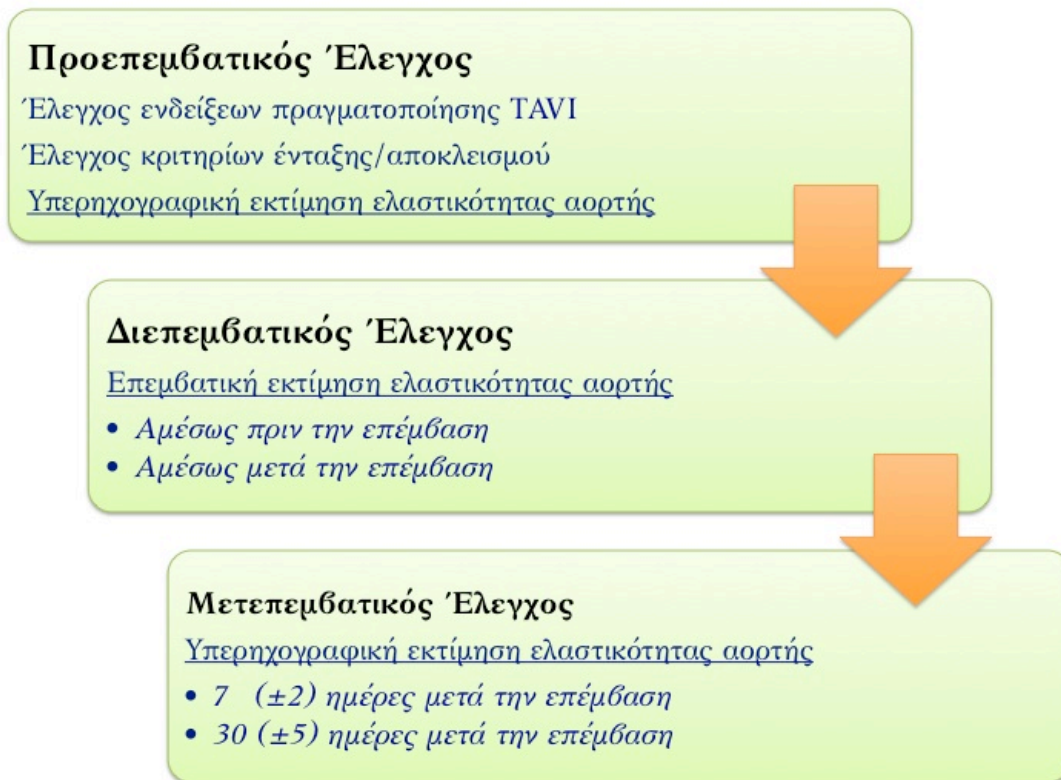 Προεπεμβατικός Έλεγχος
Έλεγχος ενδείξεων πραγματοποίησης TAVI
Έλεγχος κριτηρίων ένταξης/αποκλεισμού
Υπερηχογραφική εκτίμηση ελαστικότητας αορτής
Διεπεμβατικός Έλεγχος
Επεμβατική εκτίμηση ελαστικότητας αορτής
• Αμέσως πριν την επέμβαση
• Αμέσως μετά την επέμβαση
Μετεπεμβατικός Έλεγχος
Υπερηχογραφική εκτίμηση ελαστικότητας αορτής
• 7 (±2) ημέρες μετά την επέμβαση
• 30 (±5) ημέρες μετά την επέμβαση